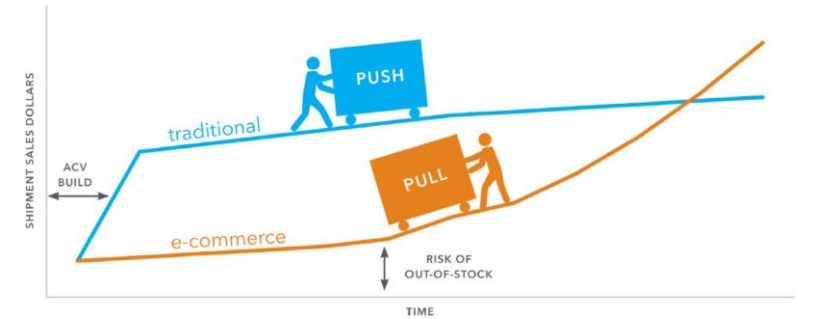 SHIPMENT SALES DOLLARS
PUSH
traditional
ACV
BUILD
PULL
e-commerce
RISK OF
OUT-OF-STOCK
TIME